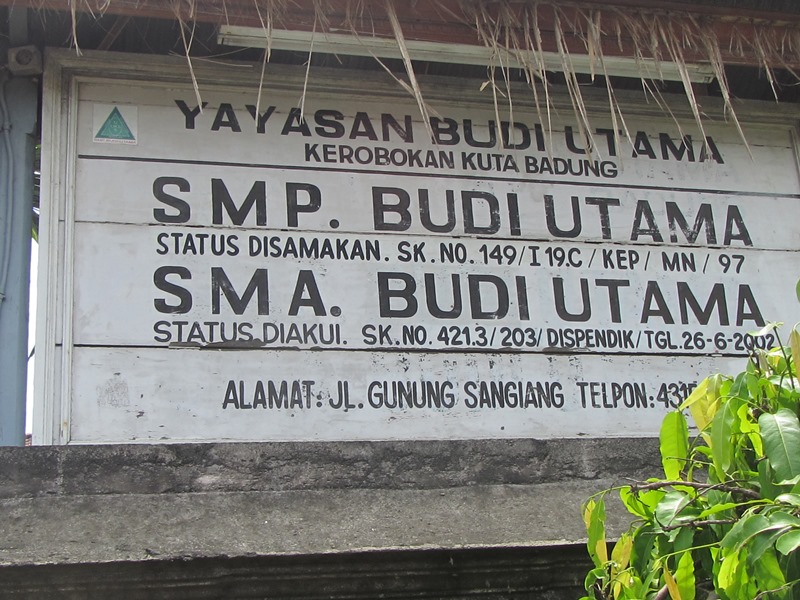 YAYASAN BUDI UTAMA
KEROBOKAN KUTA BADUNG
SMP. BUDI UTAMA
STATUS DISAMAKAN. SK. NO. 149/I 19.C / KEP / MN / 97
SMA. BUDI UTAMA
STATUS DIAKUI. SK. NO. 421.3/203/DISPENDIK/TGL.26-6-2002
ALAMAT: JL. GUNUNG SANGIANG TELPON: